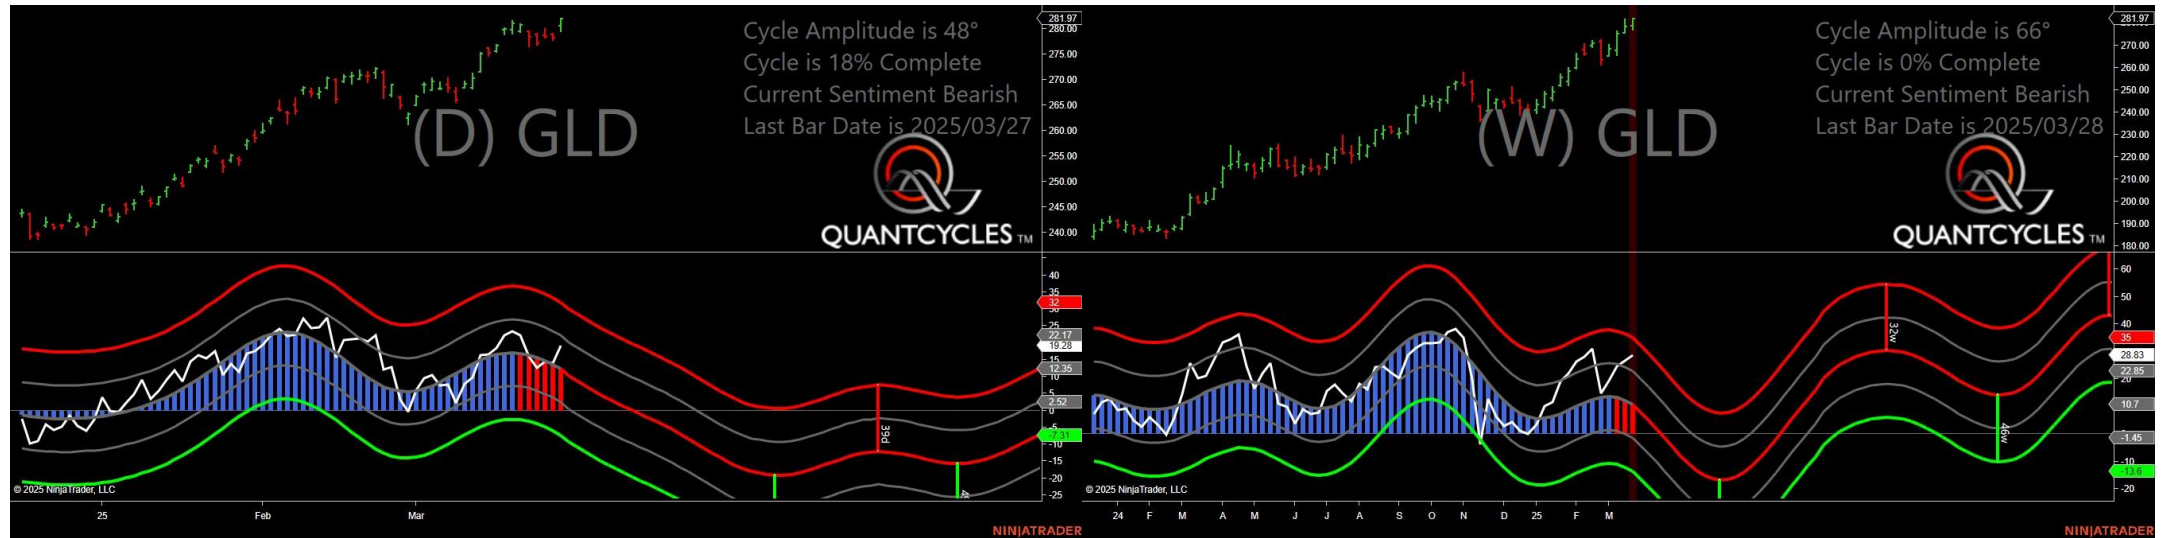 Cycle Amplitude is 48°
Cycle is 18% Complete
Current Sentiment Bearish
Last Bar Date is 2025/03/27
(D) GLD
QUANTCYCLES TM
281.97
280.00
275.00
270.00
265.00
260.00
255.00
250.00
245.00
240.00
40
35
32
30
25
22.17
19.28
15
12.35
10
5
2.52
0
-5
-7.31
-10
-15
-20
-25
39d
© 2025 NinjaTrader, LLC
25 Feb Mar
NINJATRADER
Cycle Amplitude is 66°
Cycle is 0% Complete
Current Sentiment Bearish
Last Bar Date is 2025/03/28
(W) GLD
QUANTCYCLES TM
281.97
270.00
260.00
250.00
240.00
230.00
220.00
210.00
200.00
190.00
180.00
60
50
40
35
28.83
22.85
20
10.7
-1.45
-10
-13.6
-20
32w
46w
© 2025 NinjaTrader, LLC
24 F M A M J J A S O N D 25 F M
NINJATRADER